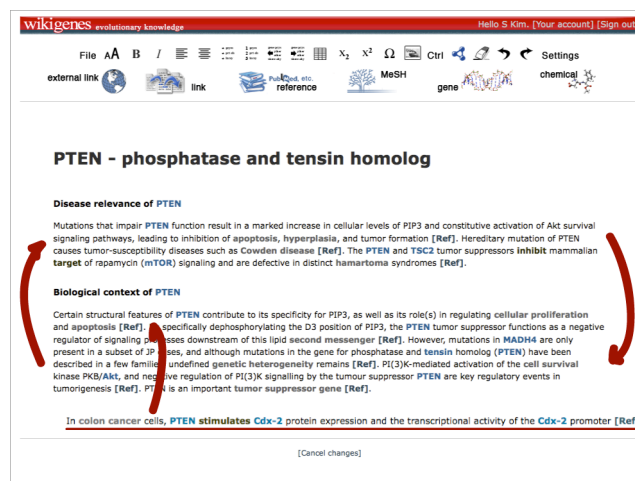 wikigenes evolutionary knowledge
Hello S Kim. [Your account] [Sign out
File AA B I X₂ X² Ω Ctrl Settings
external link link PubMed, etc. reference MeSH gene chemical
PTEN - phosphatase and tensin homolog
Disease relevance of PTEN
Mutations that impair PTEN function result in a marked increase in cellular levels of PIP3 and constitutive activation of Akt survival
signaling pathways, leading to inhibition of apoptosis, hyperplasia, and tumor formation [Ref]. Hereditary mutation of PTEN
causes tumor-susceptibility diseases such as Cowden disease [Ref]. The PTEN and TSC2 tumor suppressors inhibit mammalian
target of rapamycin (mTOR) signaling and are defective in distinct hamartoma syndromes [Ref].
Biological context of PTEN
Certain structural features of PTEN contribute to its specificity for PIP3, as well as its role(s) in regulating cellular proliferation
and apoptosis [Ref]. specifically dephosphorylating the D3 position of PIP3, the PTEN tumor suppressor functions as a negative
regulator of signaling processes downstream of this lipid second messenger [Ref]. However, mutations in MADH4 are only
present in a subset of JP cases, and although mutations in the gene for phosphatase and tensin homolog (PTEN) have been
described in a few families, undefined genetic heterogeneity remains [Ref]. PI(3)K-mediated activation of the cell survival
kinase PKB/Akt, and negative regulation of PI(3)K signalling by the tumour suppressor PTEN are key regulatory events in
tumorigenesis [Ref]. PTEN is an important tumor suppressor gene [Ref].
In colon cancer cells, PTEN stimulates Cdx-2 protein expression and the transcriptional activity of the Cdx-2 promoter [Ref
[Cancel changes]